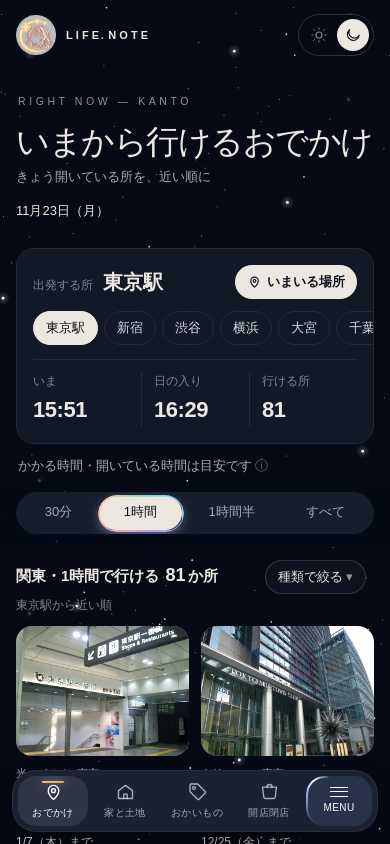 LIFE.NOTE
RIGHT NOW — KANTO
いまから行けるおでかけ
きょう開いている所を、近い順に
11月23日（月）
出発する所 東京駅 いまいる場所
東京駅 新宿 渋谷 横浜 大宮 千葉
いま 日の入り 行ける所
15:51 16:29 81
かかる時間・開いている時間は目安です ⓘ
30分 1時間 1時間半 すべて
関東・1時間で行ける 81か所 種類で絞る ▾
東京駅から近い順
おでかけ 家と土地 おかいもの 開店閉店 MENU
1/7（木）まで 12/25（金）まで